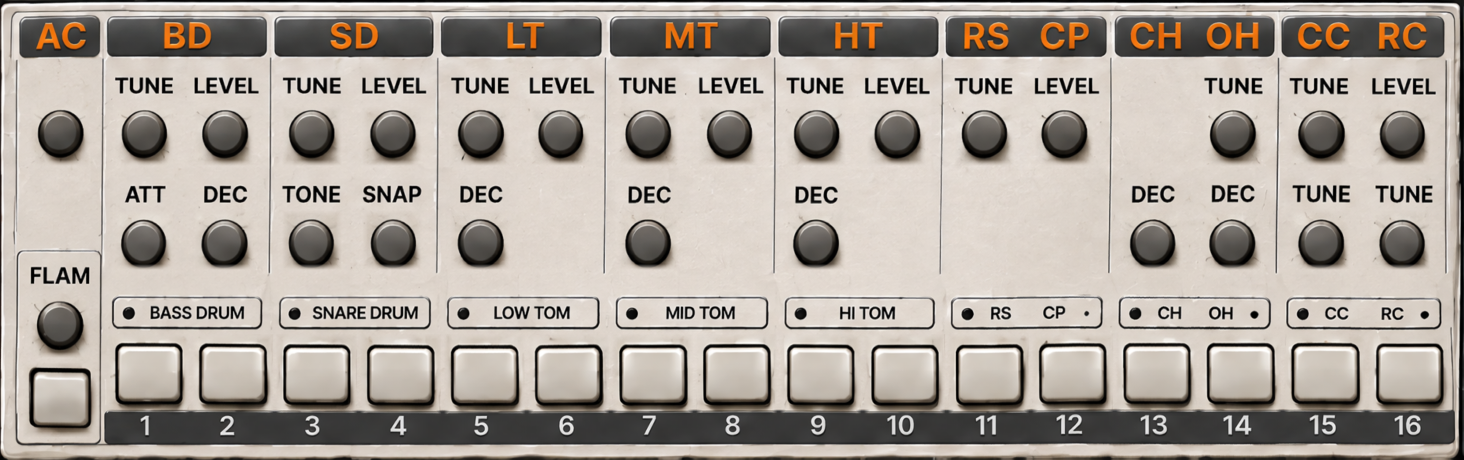 AC BD SD LT MT HT RS CP CH OH CC RC
TUNE LEVEL TUNE LEVEL TUNE LEVEL TUNE LEVEL TUNE LEVEL TUNE LEVEL TUNE TUNE LEVEL
ATT DEC TONE SNAP DEC DEC DEC DEC DEC TUNE TUNE
FLAM
BASS DRUM SNARE DRUM LOW TOM MID TOM HI TOM RS CP CH OH CC RC
1 2 3 4 5 6 7 8 9 10 11 12 13 14 15 16